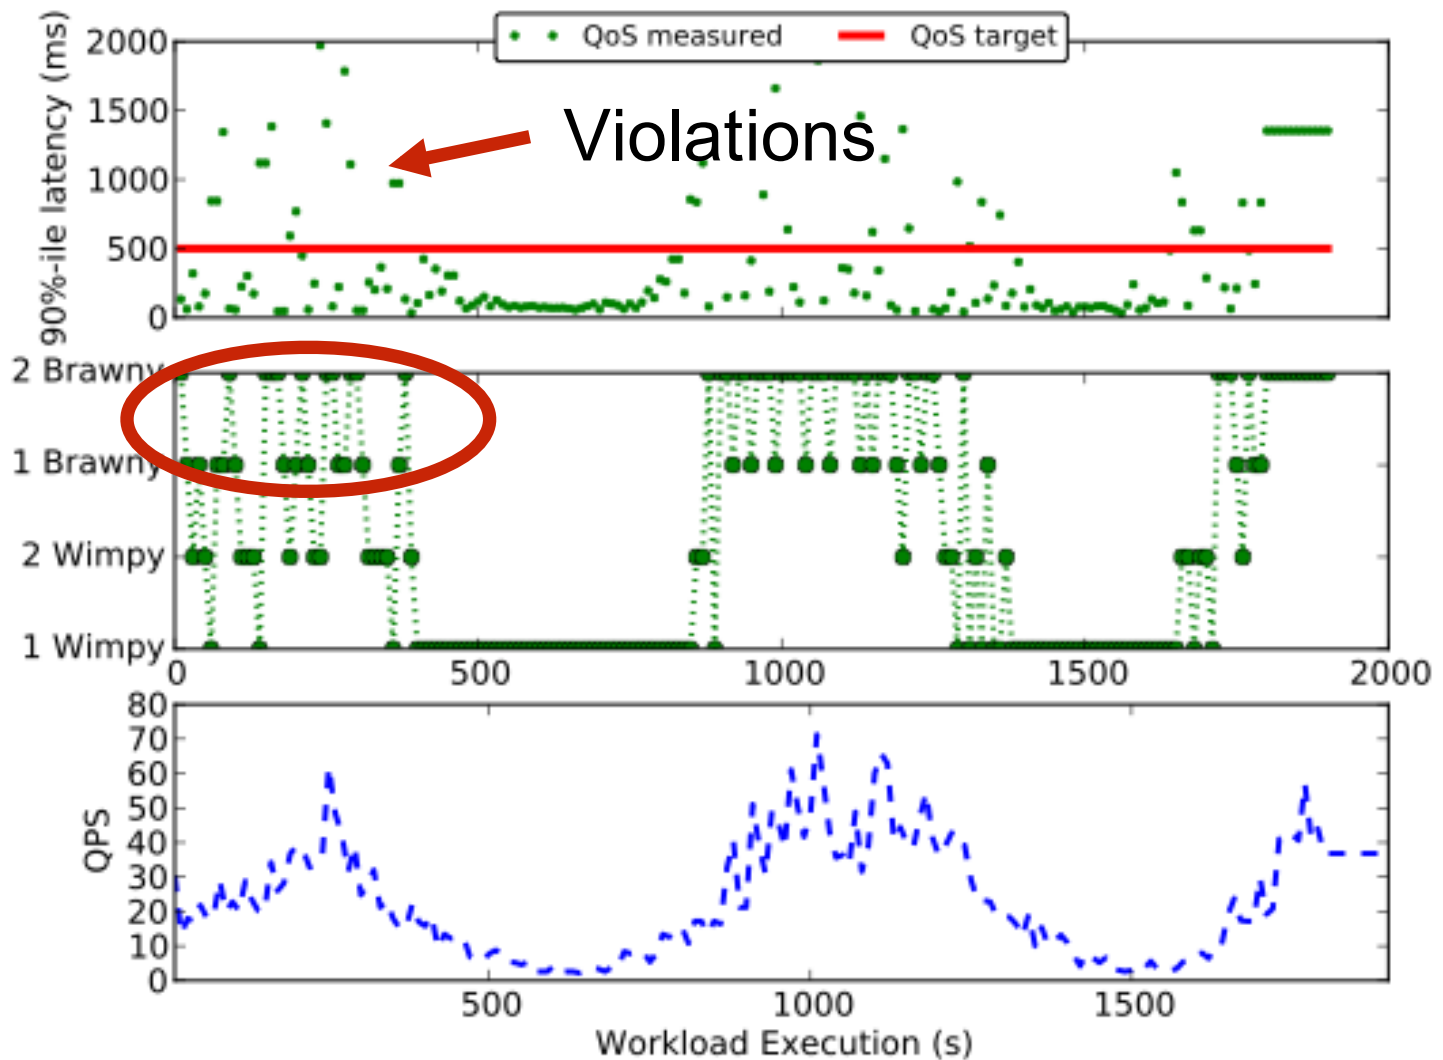 QoS measured QoS target
90%-ile latency (ms)
2000
1500
1000
500
0
Violations
2 Brawny
1 Brawny
2 Wimpy
1 Wimpy
0 500 1000 1500 2000
QPS
80
70
60
50
40
30
20
10
0
500 1000 1500
Workload Execution (s)